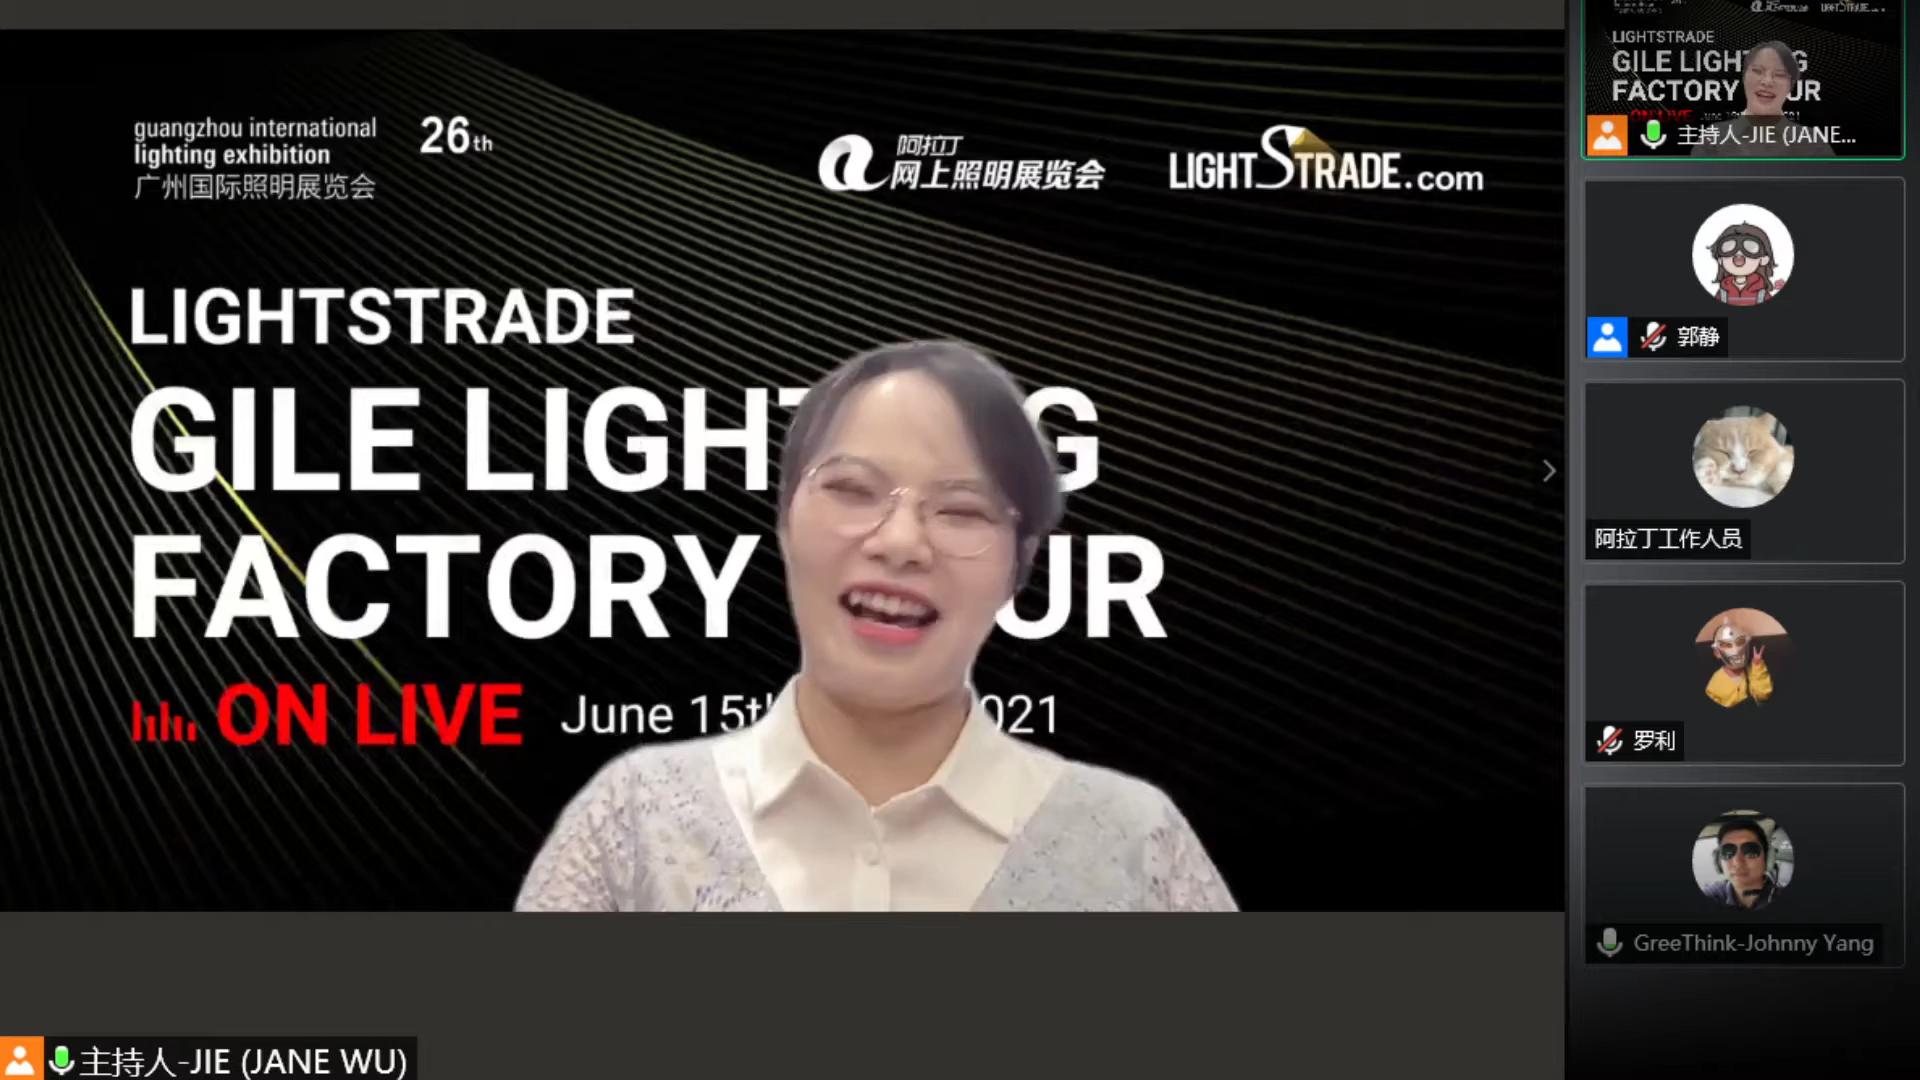 guangzhou international
lighting exhibition
广州国际照明展览会
26th
阿拉丁
网上照明展览会
LIGHTSTRADE.com
LIGHTSTRADE
GILE LIGHT G
FACTORY UR
ON LIVE June 15th 021
主持人-JIE (JANE WU)
LIGHTSTRADE
GILE LIGH G
FACTORY UR
主持人-JIE (JANE...
郭静
阿拉丁工作人员
罗利
GreeThink-Johnny Yang